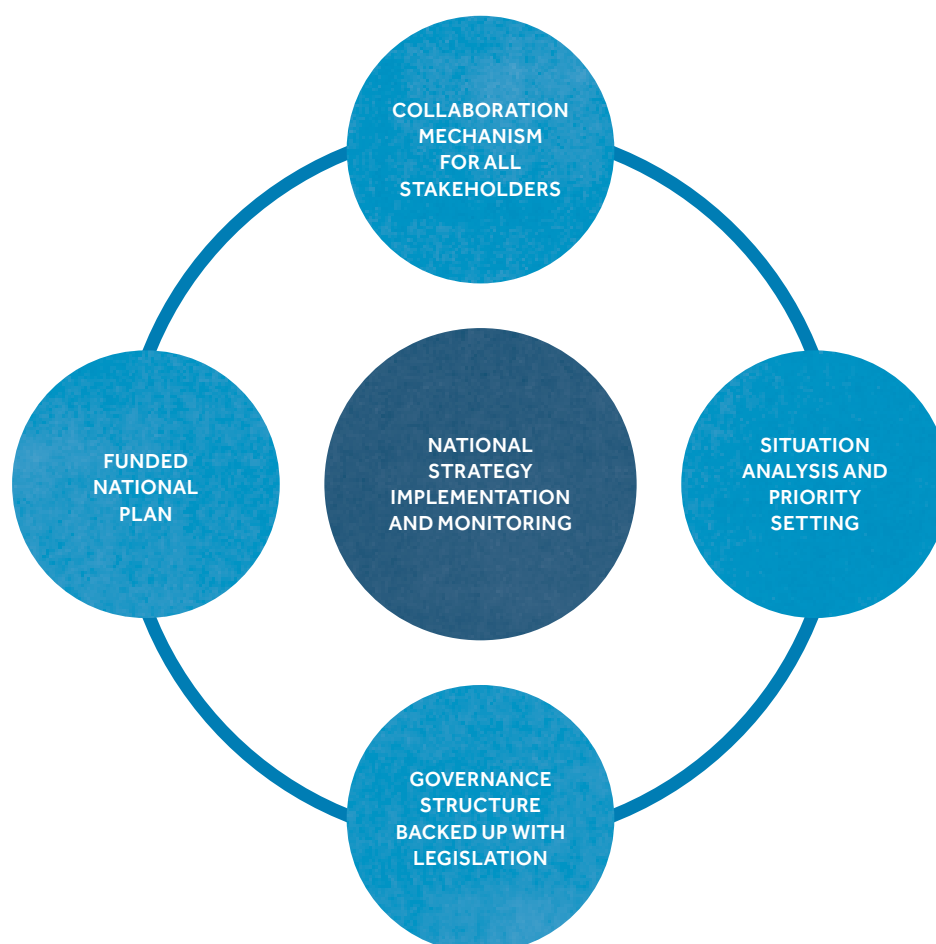 COLLABORATION
MECHANISM
FOR ALL
STAKEHOLDERS
FUNDED
NATIONAL
PLAN
NATIONAL
STRATEGY
IMPLEMENTATION
AND MONITORING
SITUATION
ANALYSIS AND
PRIORITY
SETTING
GOVERNANCE
STRUCTURE
BACKED UP WITH
LEGISLATION